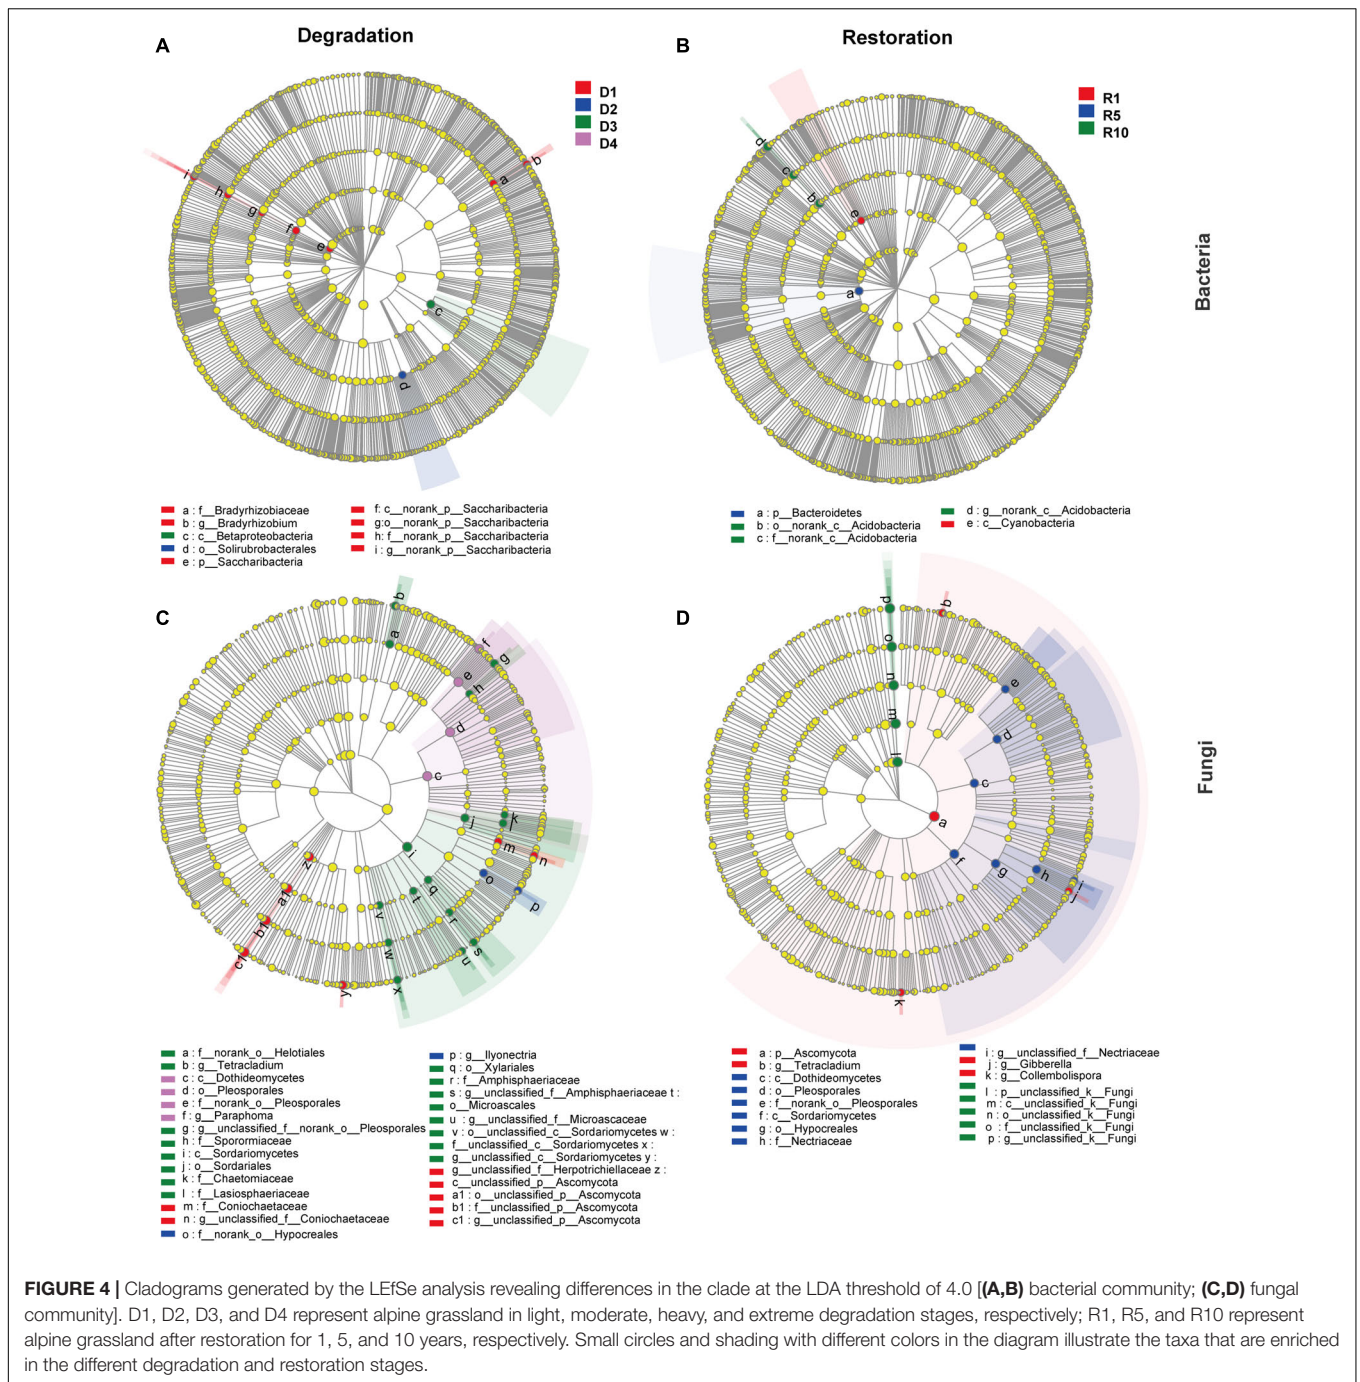 Degradation
Restoration
A
B
D1
D2
D3
D4
R1
R5
R10
i
h
g
f
e
b
a
c
d
d
c
b
e
a
Bacteria
a : f__Bradyrhizobiaceae
b : g__Bradyrhizobium
c : c__Betaproteobacteria
d : o__Solirubrobacterales
e : p__Saccharibacteria
f: c__norank_p__Saccharibacteria
g:o__norank_p__Saccharibacteria
h: f__norank_p__Saccharibacteria
i : g__norank_p__Saccharibacteria
a : p__Bacteroidetes
b : o__norank_c__Acidobacteria
c : f__norank_c__Acidobacteria
d : g__norank_c__Acidobacteria
e : c__Cyanobacteria
C
D
b
a
f
g
e
h
d
c
k
l
j
m
n
i
o
p
q
t
r
s
u
v
w
x
y
z
a1
b1
c1
p
o
n
m
l
b
e
d
c
a
f
g
h
i
j
k
Fungi
a : f__norank_o__Helotiales
b : g__Tetracladium
c : c__Dothideomycetes
d : o__Pleosporales
e : f__norank_o__Pleosporales
f : g__Paraphoma
g : g__unclassified_f__norank_o__Pleosporales
h : f__Sporormiaceae
i : c__Sordariomycetes
j : o__Sordariales
k : f__Chaetomiaceae
l : f__Lasiosphaeriaceae
m : f__Coniochaetaceae
n : g__unclassified_f__Coniochaetaceae
o : f__norank_o__Hypocreales
p : g__Ilyonectria
q : o__Xylariales
r : f__Amphisphaeriaceae
s : g__unclassified_f__Amphisphaeriaceae t :
o__Microascales
u : g__unclassified_f__Microascaceae
v : o__unclassified_c__Sordariomycetes w :
f__unclassified_c__Sordariomycetes x :
g__unclassified_c__Sordariomycetes y :
g__unclassified_f__Herpotrichiellaceae z :
c__unclassified_p__Ascomycota
a1 : o__unclassified_p__Ascomycota
b1 : f__unclassified_p__Ascomycota
c1 : g__unclassified_p__Ascomycota
a : p__Ascomycota
b : g__Tetracladium
c : c__Dothideomycetes
d : o__Pleosporales
e : f__norank_o__Pleosporales
f : c__Sordariomycetes
g : o__Hypocreales
h : f__Nectriaceae
i : g__unclassified_f__Nectriaceae
j : g__Gibberella
k : g__Collembolispora
l : p__unclassified_k__Fungi
m : c__unclassified_k__Fungi
n : o__unclassified_k__Fungi
o : f__unclassified_k__Fungi
p : g__unclassified_k__Fungi
FIGURE 4 | Cladograms generated by the LEfSe analysis revealing differences in the clade at the LDA threshold of 4.0 [(A,B) bacterial community; (C,D) fungal
community]. D1, D2, D3, and D4 represent alpine grassland in light, moderate, heavy, and extreme degradation stages, respectively; R1, R5, and R10 represent
alpine grassland after restoration for 1, 5, and 10 years, respectively. Small circles and shading with different colors in the diagram illustrate the taxa that are enriched
in the different degradation and restoration stages.